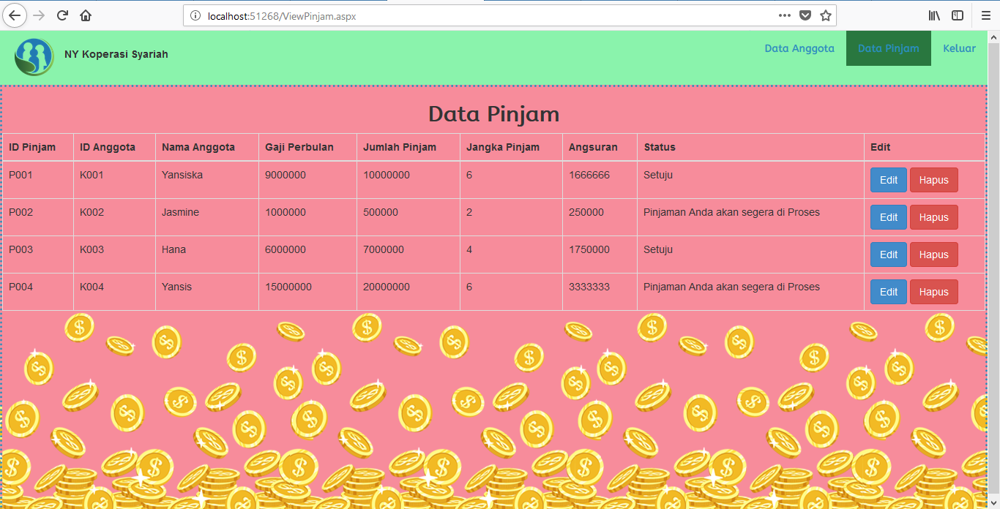 localhost:51268/ViewPinjam.aspx
NY Koperasi Syariah
Data Anggota Data Pinjam Keluar
Data Pinjam
ID Pinjam ID Anggota Nama Anggota Gaji Perbulan Jumlah Pinjam Jangka Pinjam Angsuran Status Edit
P001 K001 Yansiska 9000000 10000000 6 1666666 Setuju Edit Hapus
P002 K002 Jasmine 1000000 500000 2 250000 Pinjaman Anda akan segera di Proses Edit Hapus
P003 K003 Hana 6000000 7000000 4 1750000 Setuju Edit Hapus
P004 K004 Yansis 15000000 20000000 6 3333333 Pinjaman Anda akan segera di Proses Edit Hapus